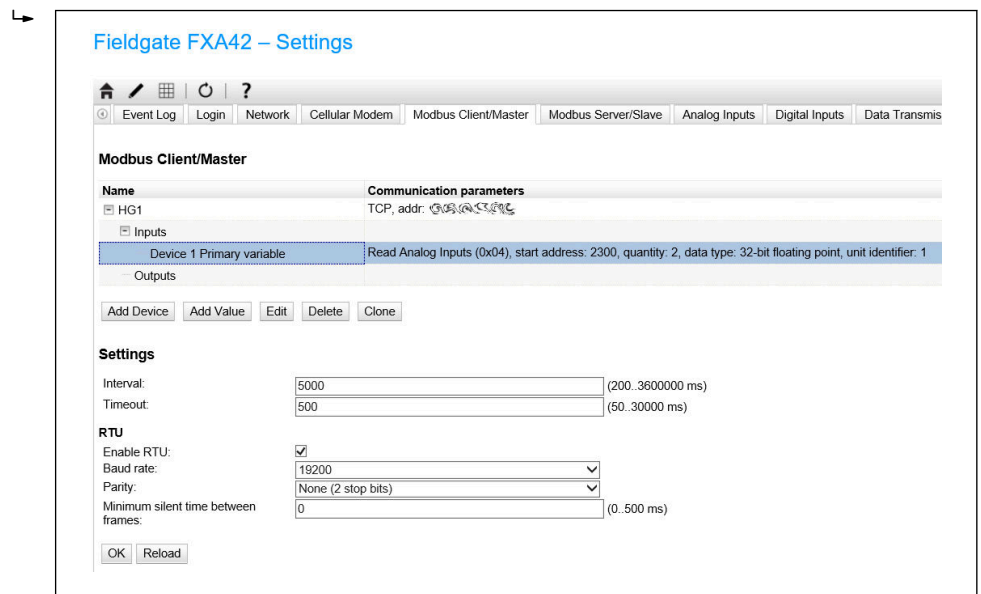 Fieldgate FXA42 – Settings
?
Event Log Login Network Cellular Modem Modbus Client/Master Modbus Server/Slave Analog Inputs Digital Inputs Data Transmis
Modbus Client/Master
Name Communication parameters
HG1 TCP, addr:
Inputs
Device 1 Primary variable Read Analog Inputs (0x04), start address: 2300, quantity: 2, data type: 32-bit floating point, unit identifier: 1
Outputs
Add Device Add Value Edit Delete Clone
Settings
Interval: 5000 (200..3600000 ms)
Timeout: 500 (50..30000 ms)
RTU
Enable RTU:
Baud rate: 19200
Parity: None (2 stop bits)
Minimum silent time between
frames: 0 (0..500 ms)
OK Reload